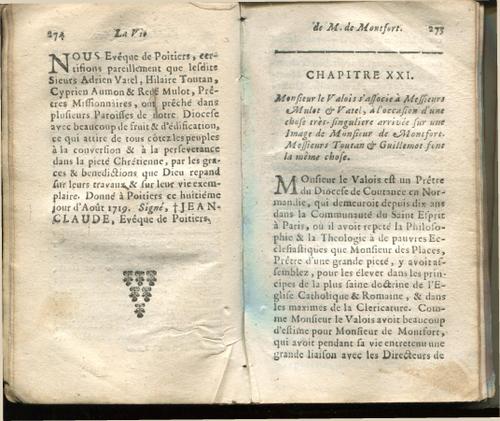 274 La Vie
NOUS Evêque de Poitiers, cer-
tifions pareillement que lesdits
Sieurs Adrien Vatel, Hilaire Toutan,
Cyprien Aumon & René Mulot, Prê-
tres Missionnaires, ont prêché dans
plusieurs Paroisses de notre Diocese
avec beaucoup de fruit & d'édification,
ce qui attire de tous côtez les peuples
à la conversion & à la perseverance
dans la pieté Chrétienne, par les gra-
ces & benedictions que Dieu repand
sur leurs travaux & sur leur vie exem-
plaire. Donné à Poitiers ce huitiéme
jour d'Août 1719. Signé, † JEAN-
CLAUDE, Evêque de Poitiers.
de M. de Montfort. 275
CHAPITRE XXI.
Monsieur le Valois s'associe à Messieurs
Mulot & Vatel, à l'occasion d'une
chose très-singuliere arrivée sur une
Image de Monsieur de Montfort.
Messieurs Toutan & Guillemot font
la même chose.
Monsieur le Valois est un Prêtre
du Diocese de Coutance en Nor-
mandie, qui demeuroit depuis dix ans
dans la Communauté du Saint Esprit
à Paris, où il avoit repeté la Philoso-
phie & la Theologie à de pauvres Ec-
clesiastiques que Monsieur des Places,
Prêtre d'une grande pieté, y avoit as-
semblez, pour les élever dans les prin-
cipes de la plus saine doctrine de l'E-
glise Catholique & Romaine, & dans
les maximes de la Clericature. Com-
me Monsieur le Valois avoit beaucoup
d'estime pour Monsieur de Montfort,
qui avoit pendant sa vie entretenu une
grande liaison avec les Directeurs de